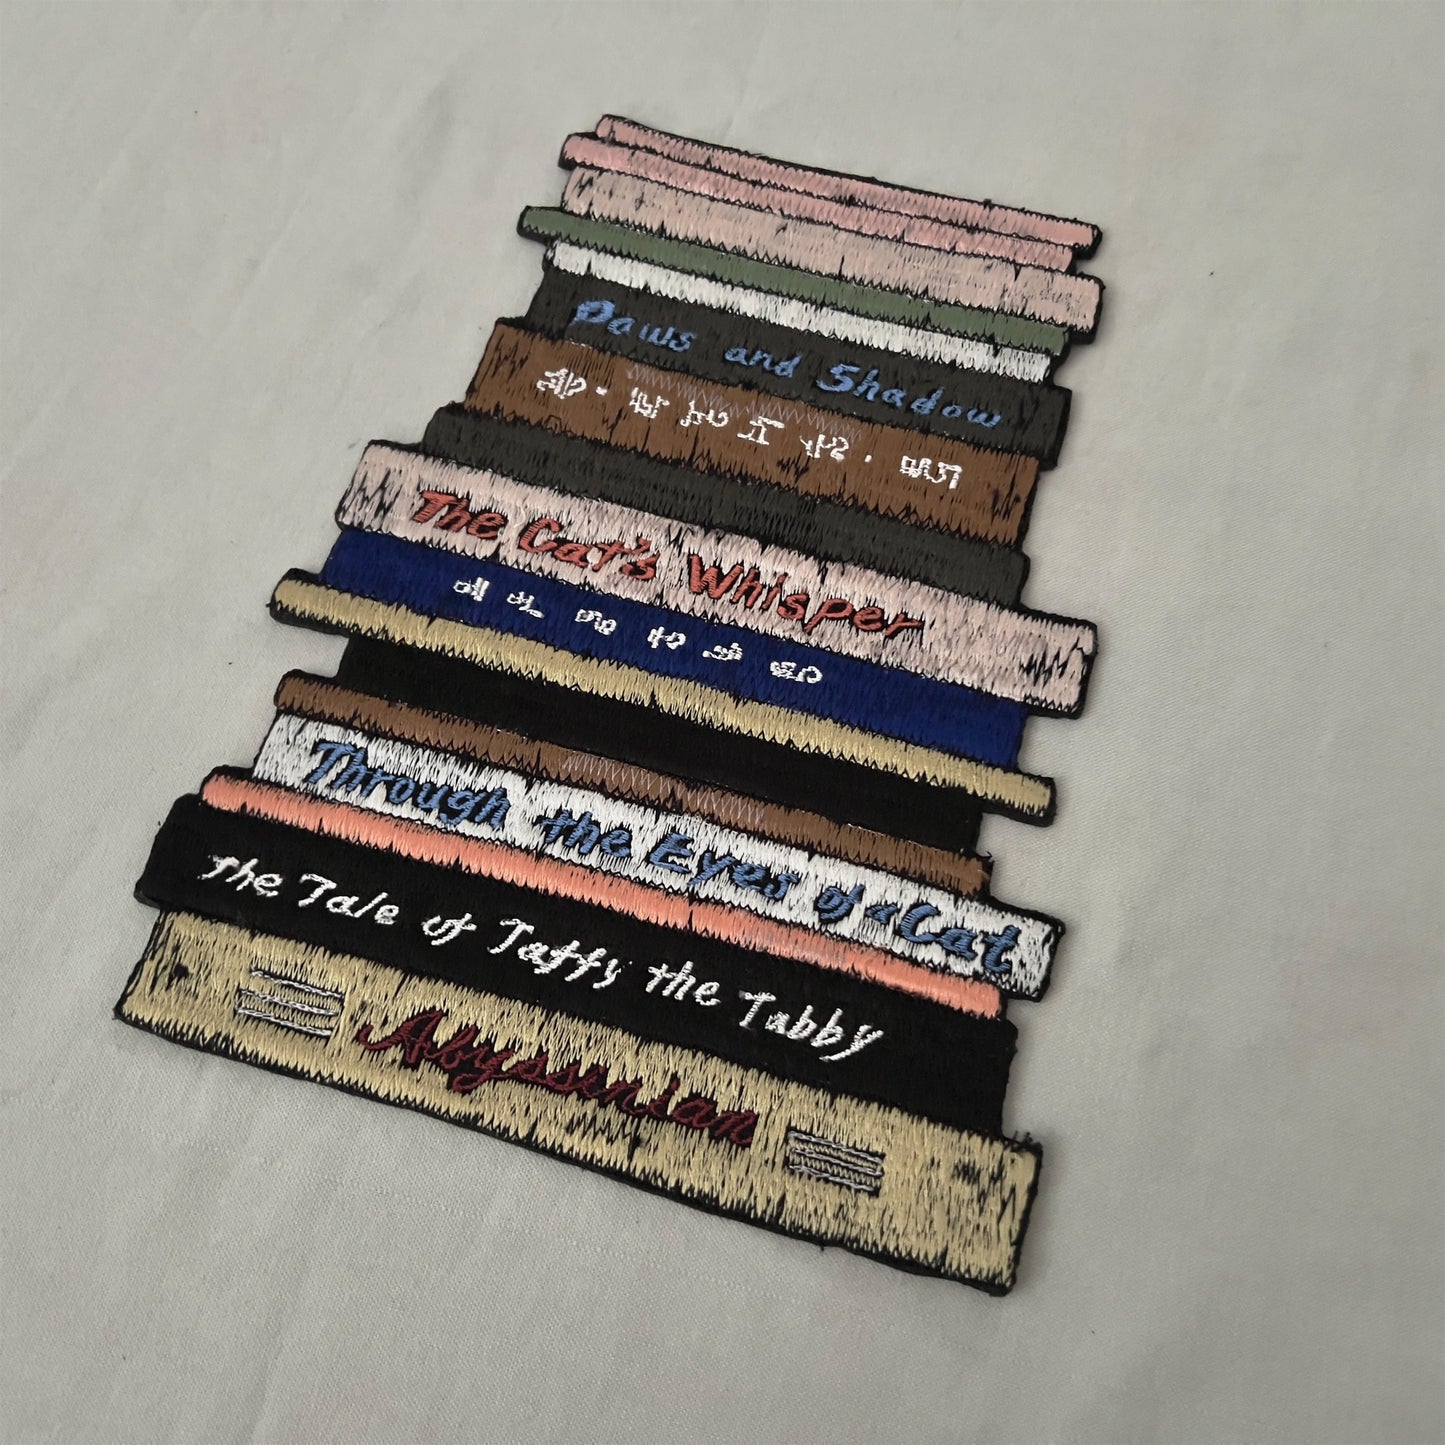 Paws and Shadow
The Cat's Whisper
Through the Eyes of a Cat
The Tale of Taffy the Tabby
Abyssinian